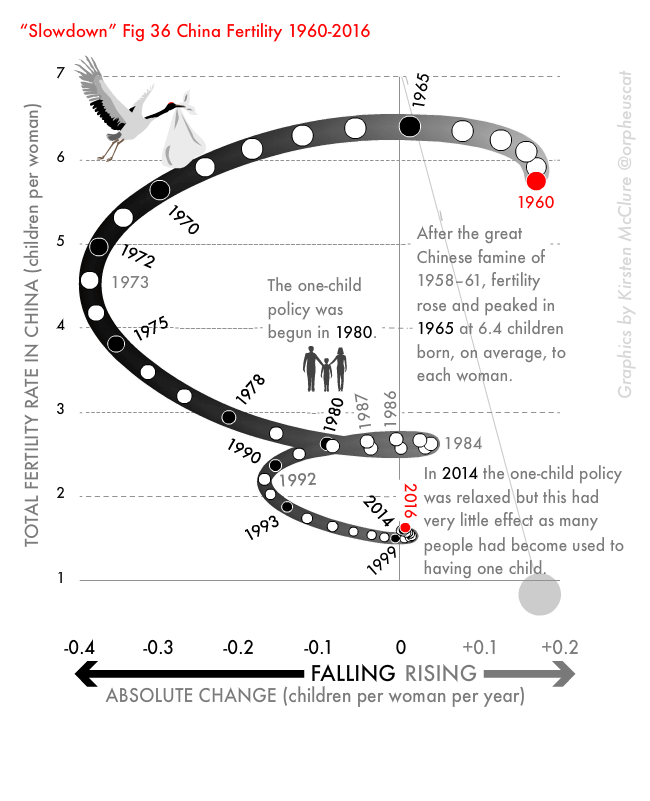 “Slowdown” Fig 36 China Fertility 1960-2016
TOTAL FERTILITY RATE IN CHINA (children per woman)
7
6
5
4
3
2
1
1965
1960
1970
1972
1973
1975
1978
1980
1987
1986
1984
1990
1992
1993
2014
2016
1999
After the great
Chinese famine of
1958–61, fertility
rose and peaked in
1965 at 6.4 children
born, on average, to
each woman.
The one-child
policy was
begun in 1980.
In 2014 the one-child policy
was relaxed but this had
very little effect as many
people had become used to
having one child.
-0.4 -0.3 -0.2 -0.1 0 +0.1 +0.2
FALLING RISING
ABSOLUTE CHANGE (children per woman per year)
Graphics by Kirsten McClure @orpheuscat